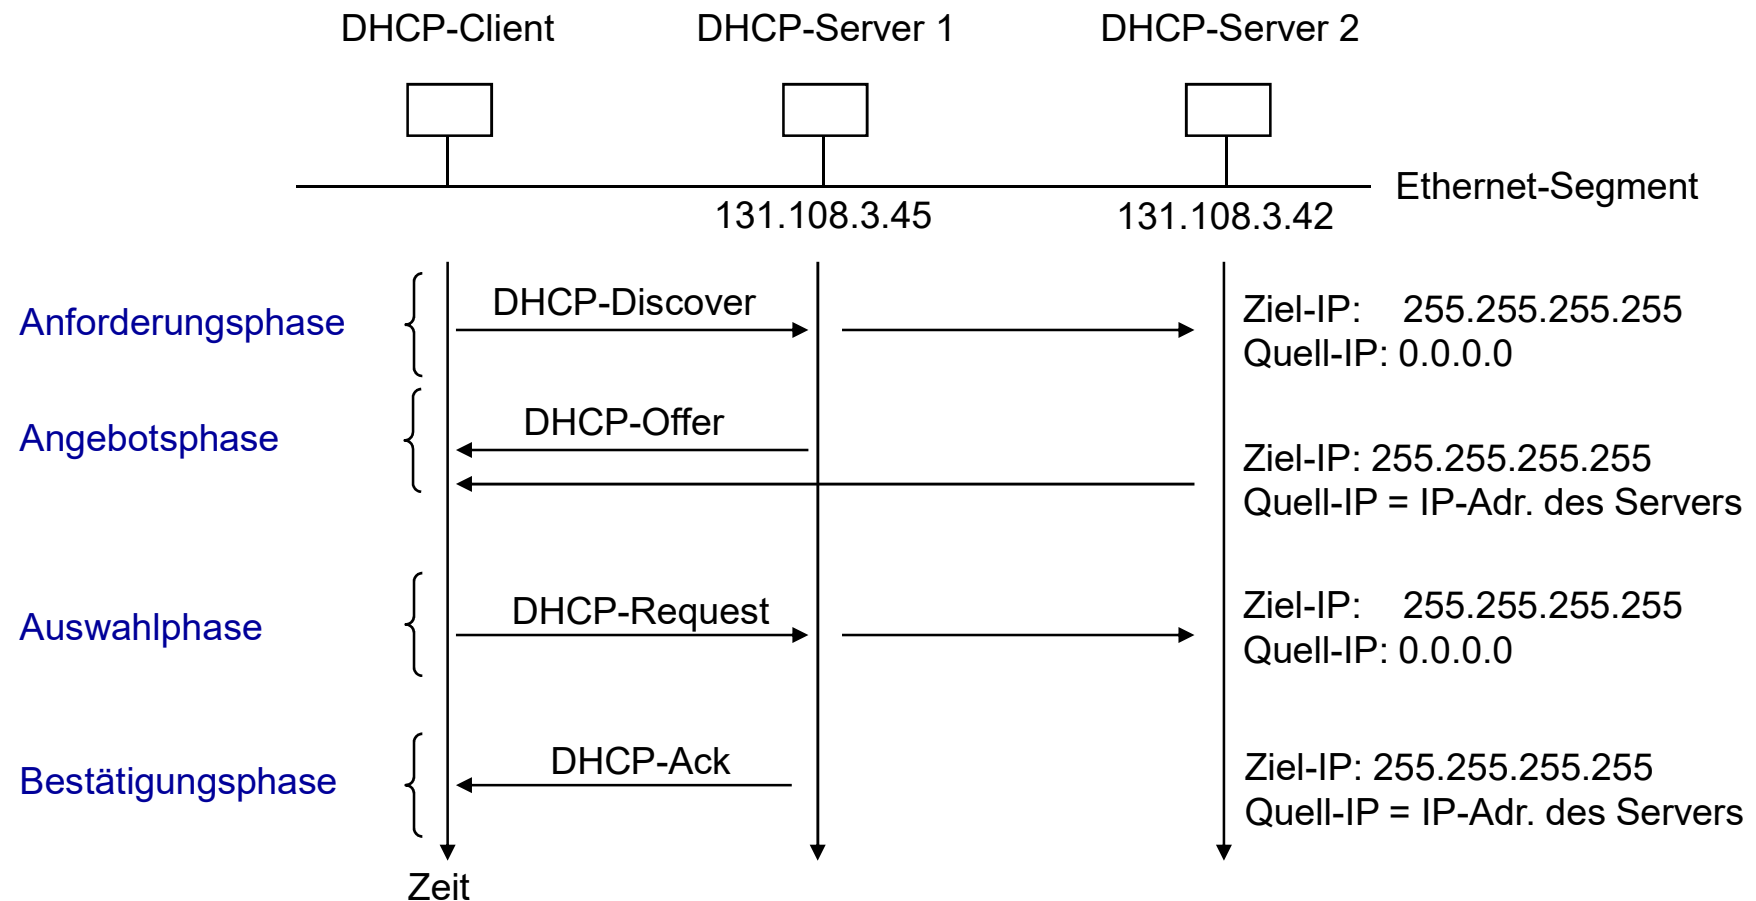 DHCP-Client
DHCP-Server 1
DHCP-Server 2
Ethernet-Segment
131.108.3.45
131.108.3.42
Anforderungsphase
DHCP-Discover
Ziel-IP: 255.255.255.255
Quell-IP: 0.0.0.0
Angebotsphase
DHCP-Offer
Ziel-IP: 255.255.255.255
Quell-IP = IP-Adr. des Servers
Auswahlphase
DHCP-Request
Ziel-IP: 255.255.255.255
Quell-IP: 0.0.0.0
Bestätigungsphase
DHCP-Ack
Ziel-IP: 255.255.255.255
Quell-IP = IP-Adr. des Servers
Zeit